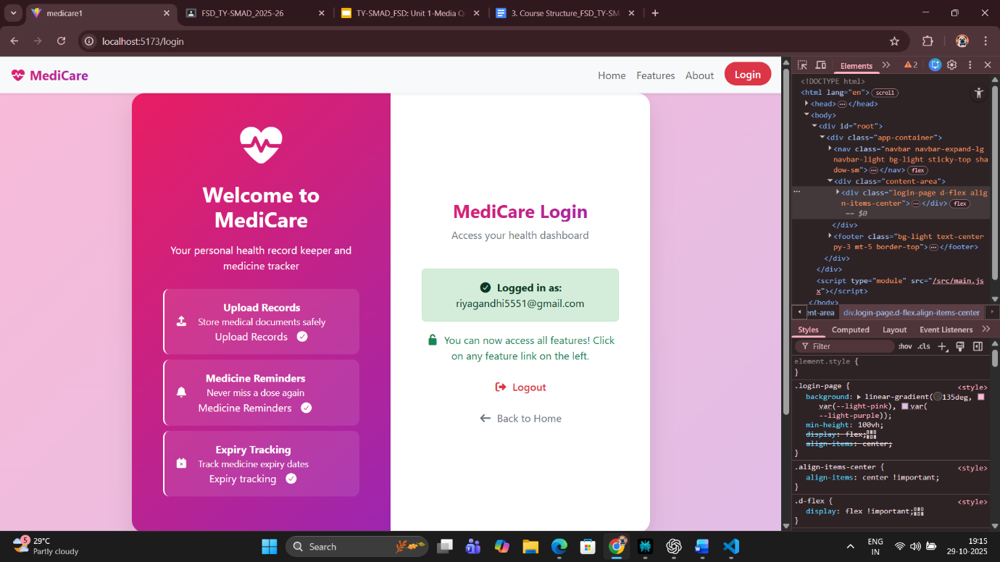 medicare1
FSD_TY-SMAD_2025-26
TY-SMAD_FSD: Unit 1-Media Q
3. Course Structure_FSD_TY-SM
localhost:5173/login
MediCare
Home
Features
About
Login
Welcome to
MediCare
Your personal health record keeper and
medicine tracker
Upload Records
Store medical documents safely
Upload Records
Medicine Reminders
Never miss a dose again
Medicine Reminders
Expiry Tracking
Track medicine expiry dates
Expiry tracking
MediCare Login
Access your health dashboard
Logged in as:
riyagandhi5551@gmail.com
You can now access all features! Click
on any feature link on the left.
Logout
Back to Home
Elements
2
<!DOCTYPE html>
<html lang="en"> scroll
<head> ⋯ </head>
<body>
<div id="root">
<div class="app-container">
<nav class="navbar navbar-expand-lg
navbar-light bg-light sticky-top sha
dow-sm"> ⋯ </nav> flex
<div class="content-area">
<div class="login-page d-flex alig
n-items-center"> ⋯ </div> flex
== $0
</div>
<footer class="bg-light text-center
py-3 mt-5 border-top"> ⋯ </footer>
</div>
</div>
<script type="module" src="/src/main.js
x"></script>
</body>
ent-area
div.login-page.d-flex.align-items-center
Styles
Computed
Layout
Event Listeners
Filter
:hov
.cls
element.style {
}
.login-page {
<style>
background: linear-gradient(135deg,
var(--light-pink), var(
--light-purple));
min-height: 100vh;
display: flex;
align-items: center;
}
.align-items-center {
<style>
align-items: center !important;
}
.d-flex {
<style>
display: flex !important;
}
5
29°C
Partly cloudy
Search
ENG
IN
19:15
29-10-2025